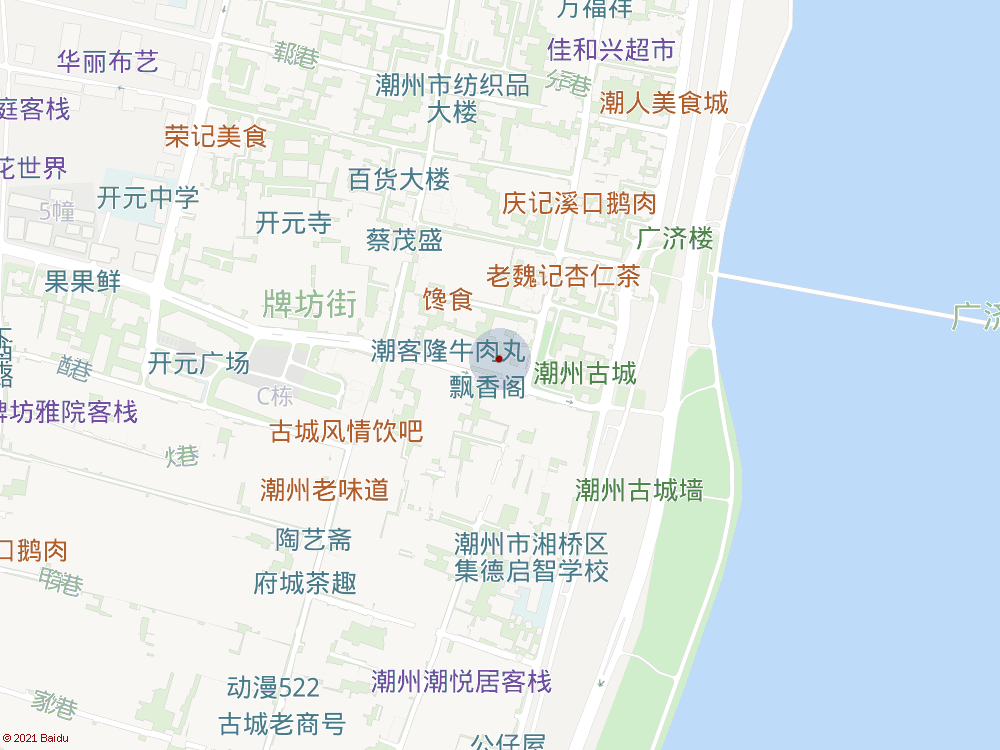 万福祥
佳和兴超市
华丽布艺
潮州市纺织品
大楼
潮人美食城
庭客栈
荣记美食
花世界
百货大楼
开元中学
5幢
庆记溪口鹅肉
开元寺
蔡茂盛
广济楼
老魏记杏仁茶
果果鲜
馋食
牌坊街
广济
潮客隆牛肉丸
开元广场
飘香阁
潮州古城
C栋
牌坊雅院客栈
古城风情饮吧
潮州老味道
潮州古城墙
陶艺斋
潮州市湘桥区
集德启智学校
口鹅肉
府城茶趣
动漫522
潮州潮悦居客栈
古城老商号
公仔屋
© 2021 Baidu